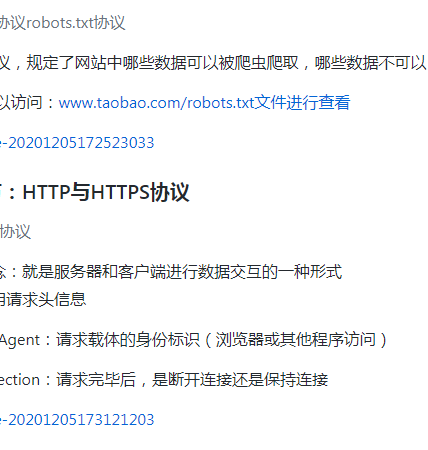 协议robots.txt协议
议，规定了网站中哪些数据可以被爬虫爬取，哪些数据不可以
以访问：www.taobao.com/robots.txt文件进行查看
e-20201205172523033
：HTTP与HTTPS协议
协议
念：就是服务器和客户端进行数据交互的一种形式
用请求头信息
Agent：请求载体的身份标识（浏览器或其他程序访问）
ection：请求完毕后，是断开连接还是保持连接
e-20201205173121203